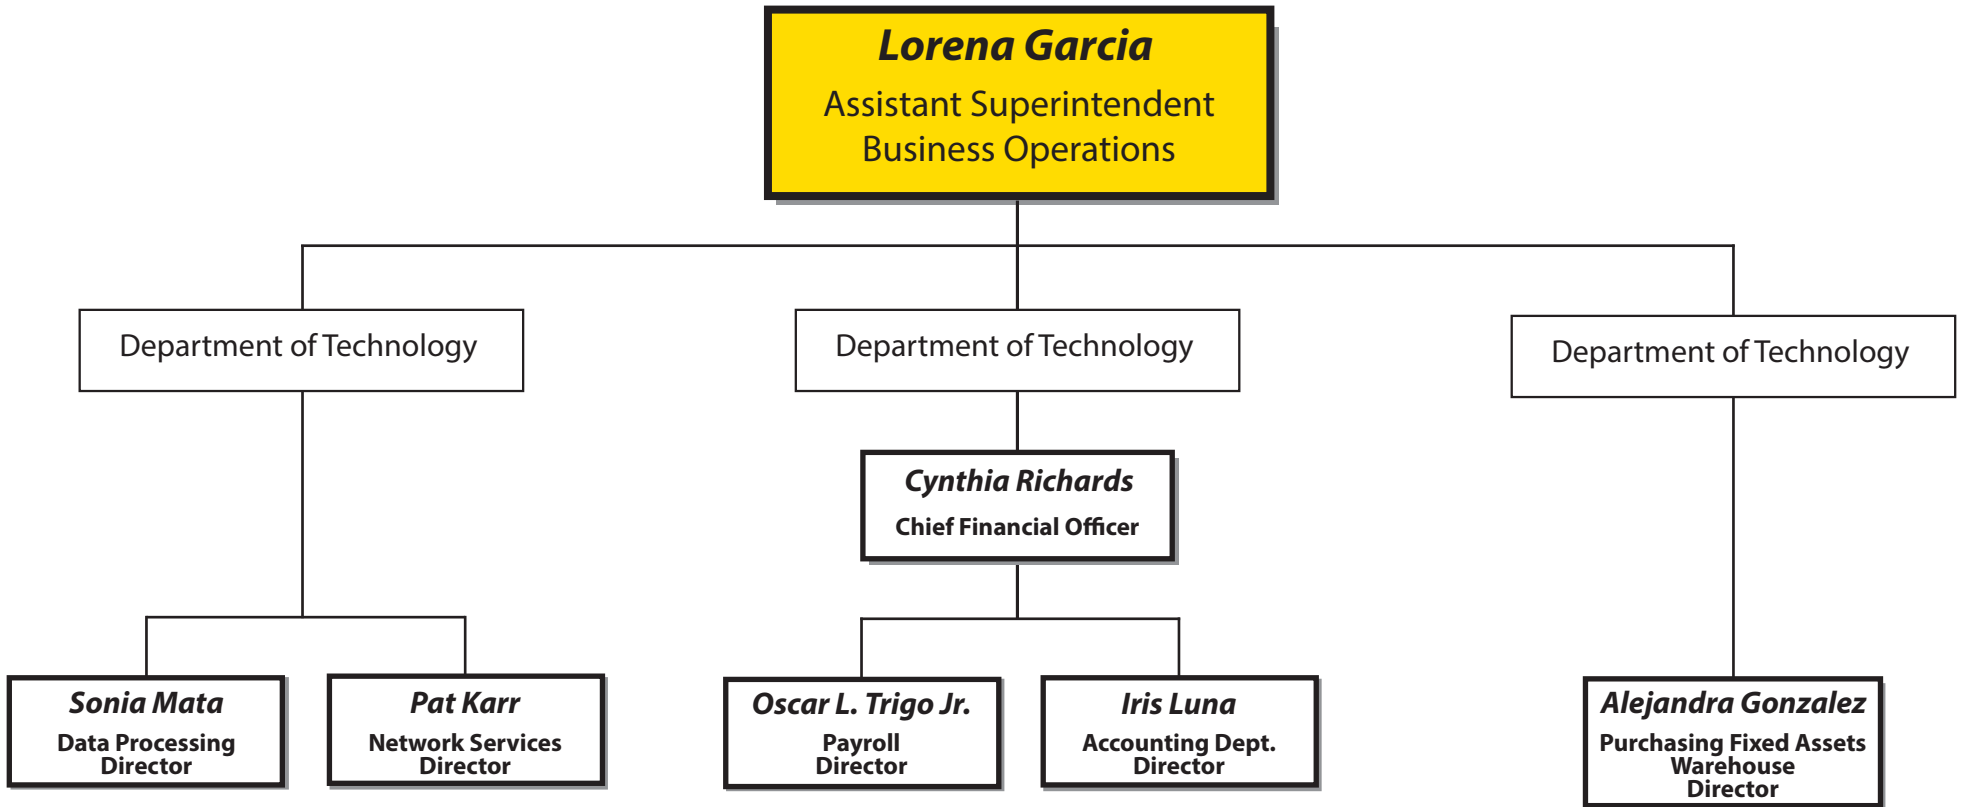 Lorena Garcia
Assistant Superintendent
Business Operations
Department of Technology
Department of Technology
Department of Technology
Cynthia Richards
Chief Financial Officer
Sonia Mata
Data Processing
Director
Pat Karr
Network Services
Director
Oscar L. Trigo Jr.
Payroll
Director
Iris Luna
Accounting Dept.
Director
Alejandra Gonzalez
Purchasing Fixed Assets
Warehouse
Director